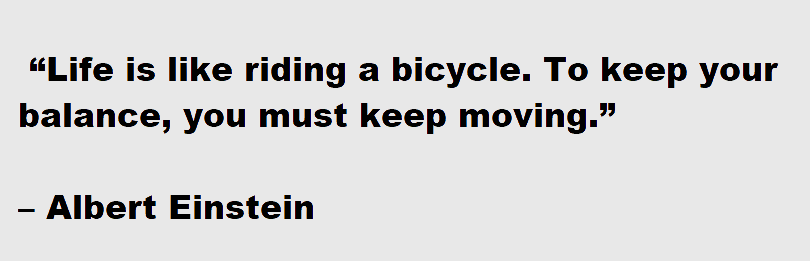 “Life is like riding a bicycle. To keep your
balance, you must keep moving.”
– Albert Einstein